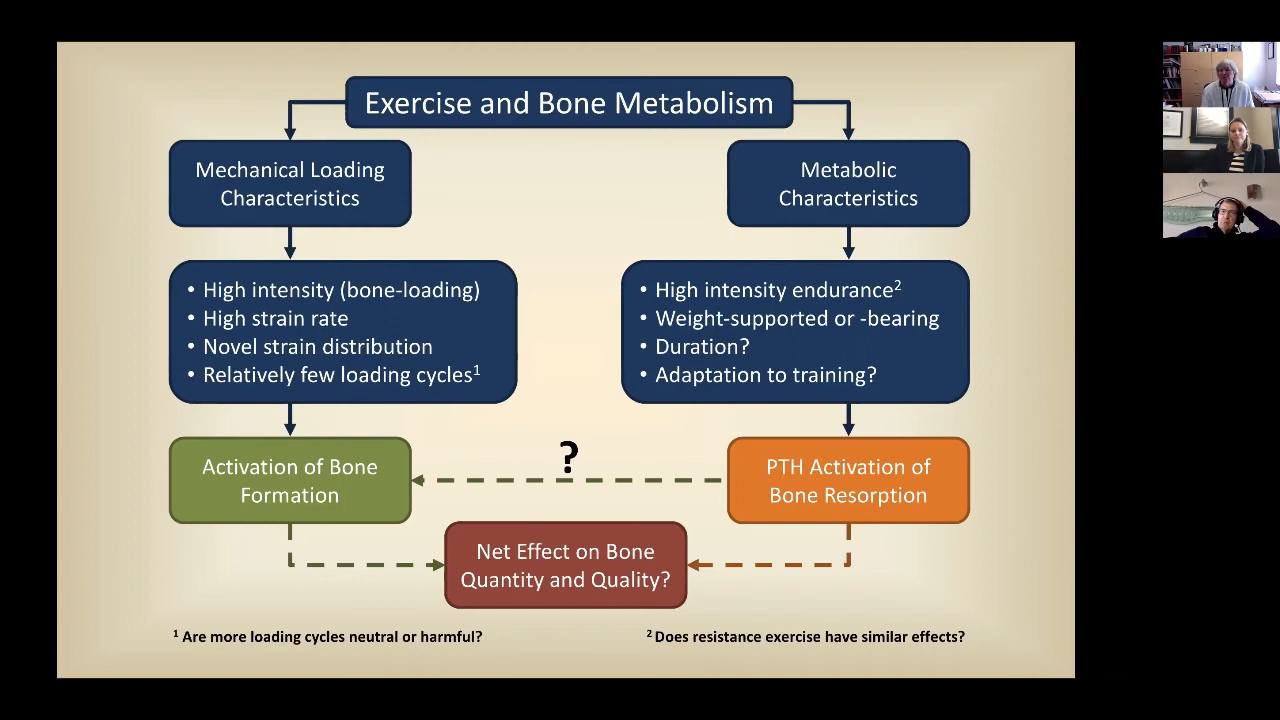 Exercise and Bone Metabolism
Mechanical Loading
Characteristics
Metabolic
Characteristics
• High intensity (bone-loading)
• High strain rate
• Novel strain distribution
• Relatively few loading cycles¹
• High intensity endurance²
• Weight-supported or -bearing
• Duration?
• Adaptation to training?
Activation of Bone
Formation
?
PTH Activation of
Bone Resorption
Net Effect on Bone
Quantity and Quality?
¹ Are more loading cycles neutral or harmful?
² Does resistance exercise have similar effects?